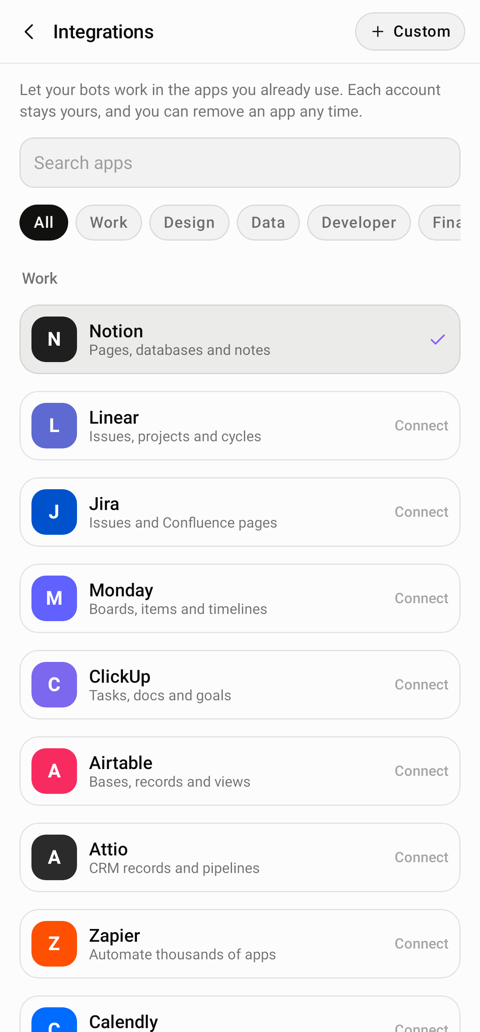 Integrations
+ Custom
Let your bots work in the apps you already use. Each account
stays yours, and you can remove an app any time.
Search apps
All
Work
Design
Data
Developer
Fina
Work
N
Notion
Pages, databases and notes
L
Linear
Issues, projects and cycles
Connect
J
Jira
Issues and Confluence pages
Connect
M
Monday
Boards, items and timelines
Connect
C
ClickUp
Tasks, docs and goals
Connect
A
Airtable
Bases, records and views
Connect
A
Attio
CRM records and pipelines
Connect
Z
Zapier
Automate thousands of apps
Connect
C
Calendly
Connect